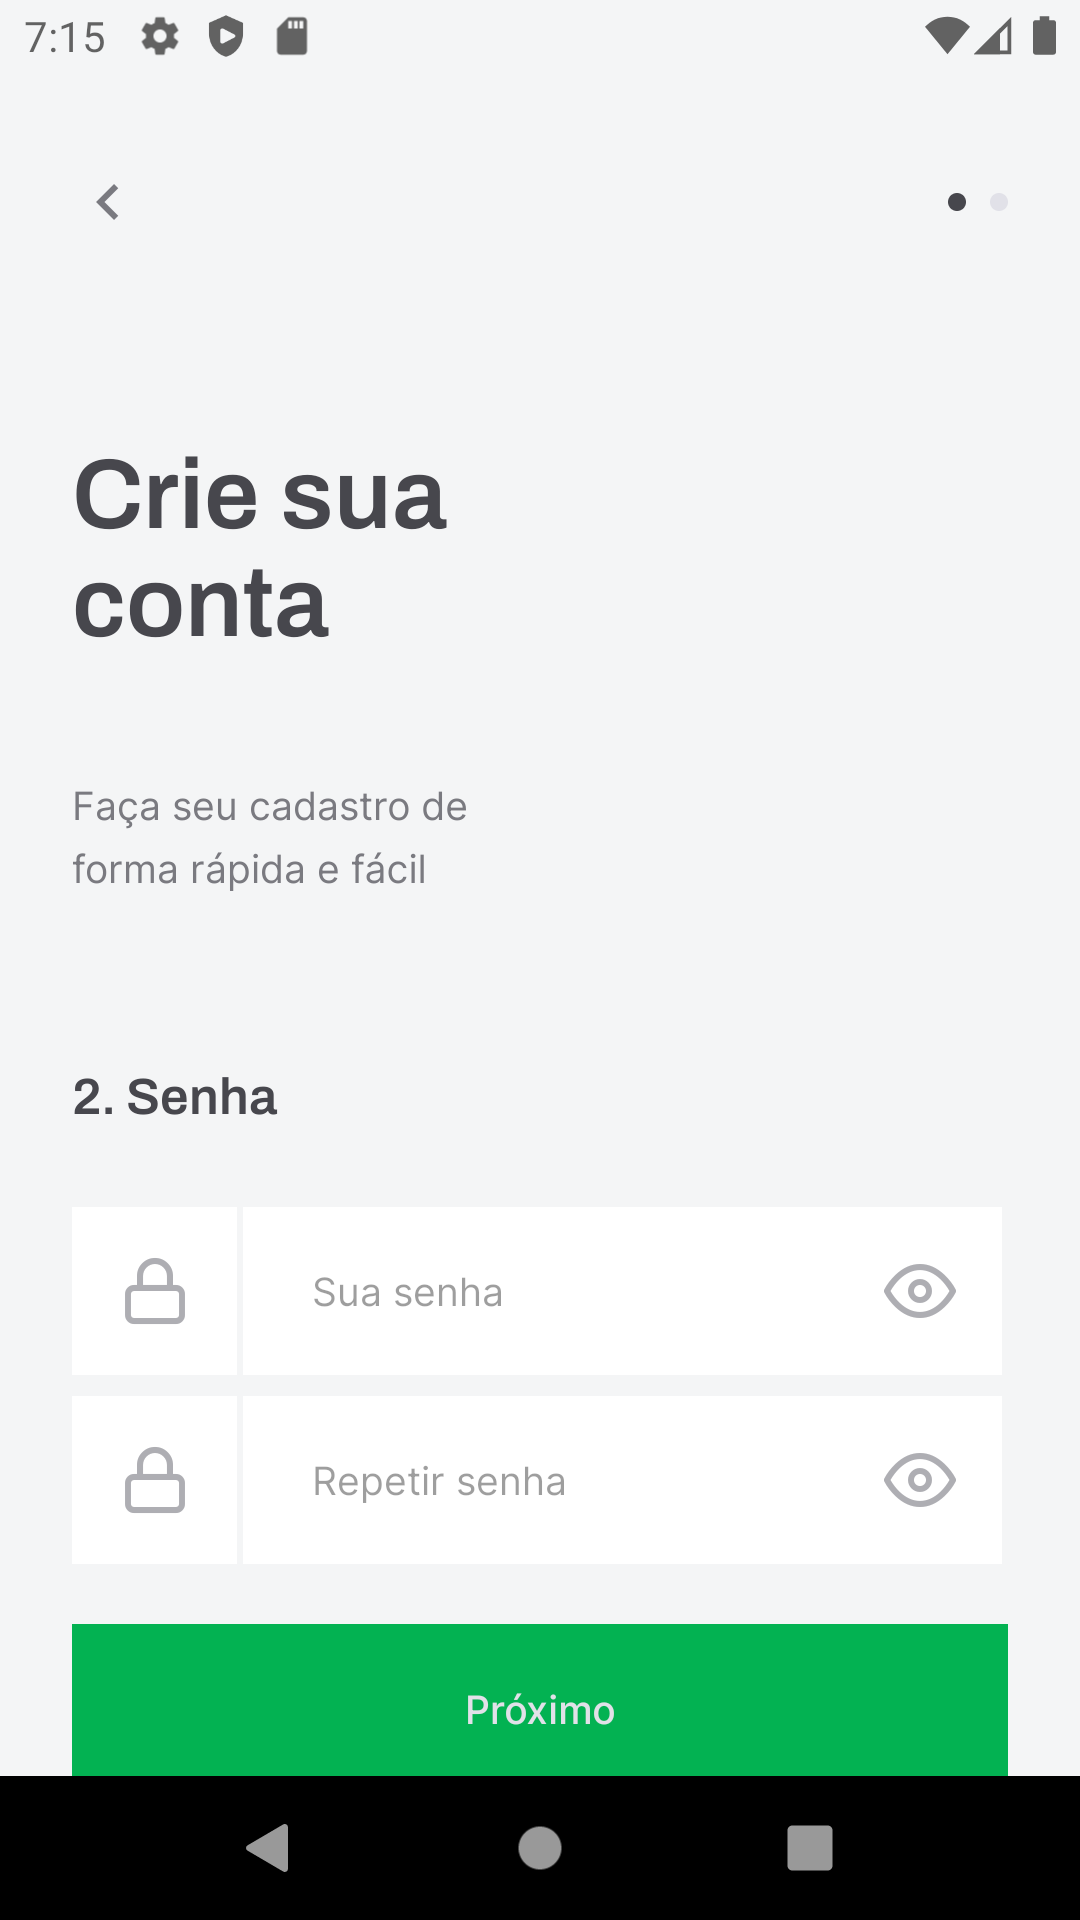 7:15
Crie sua
conta
Faça seu cadastro de
forma rápida e fácil
2. Senha
Sua senha
Repetir senha
Próximo